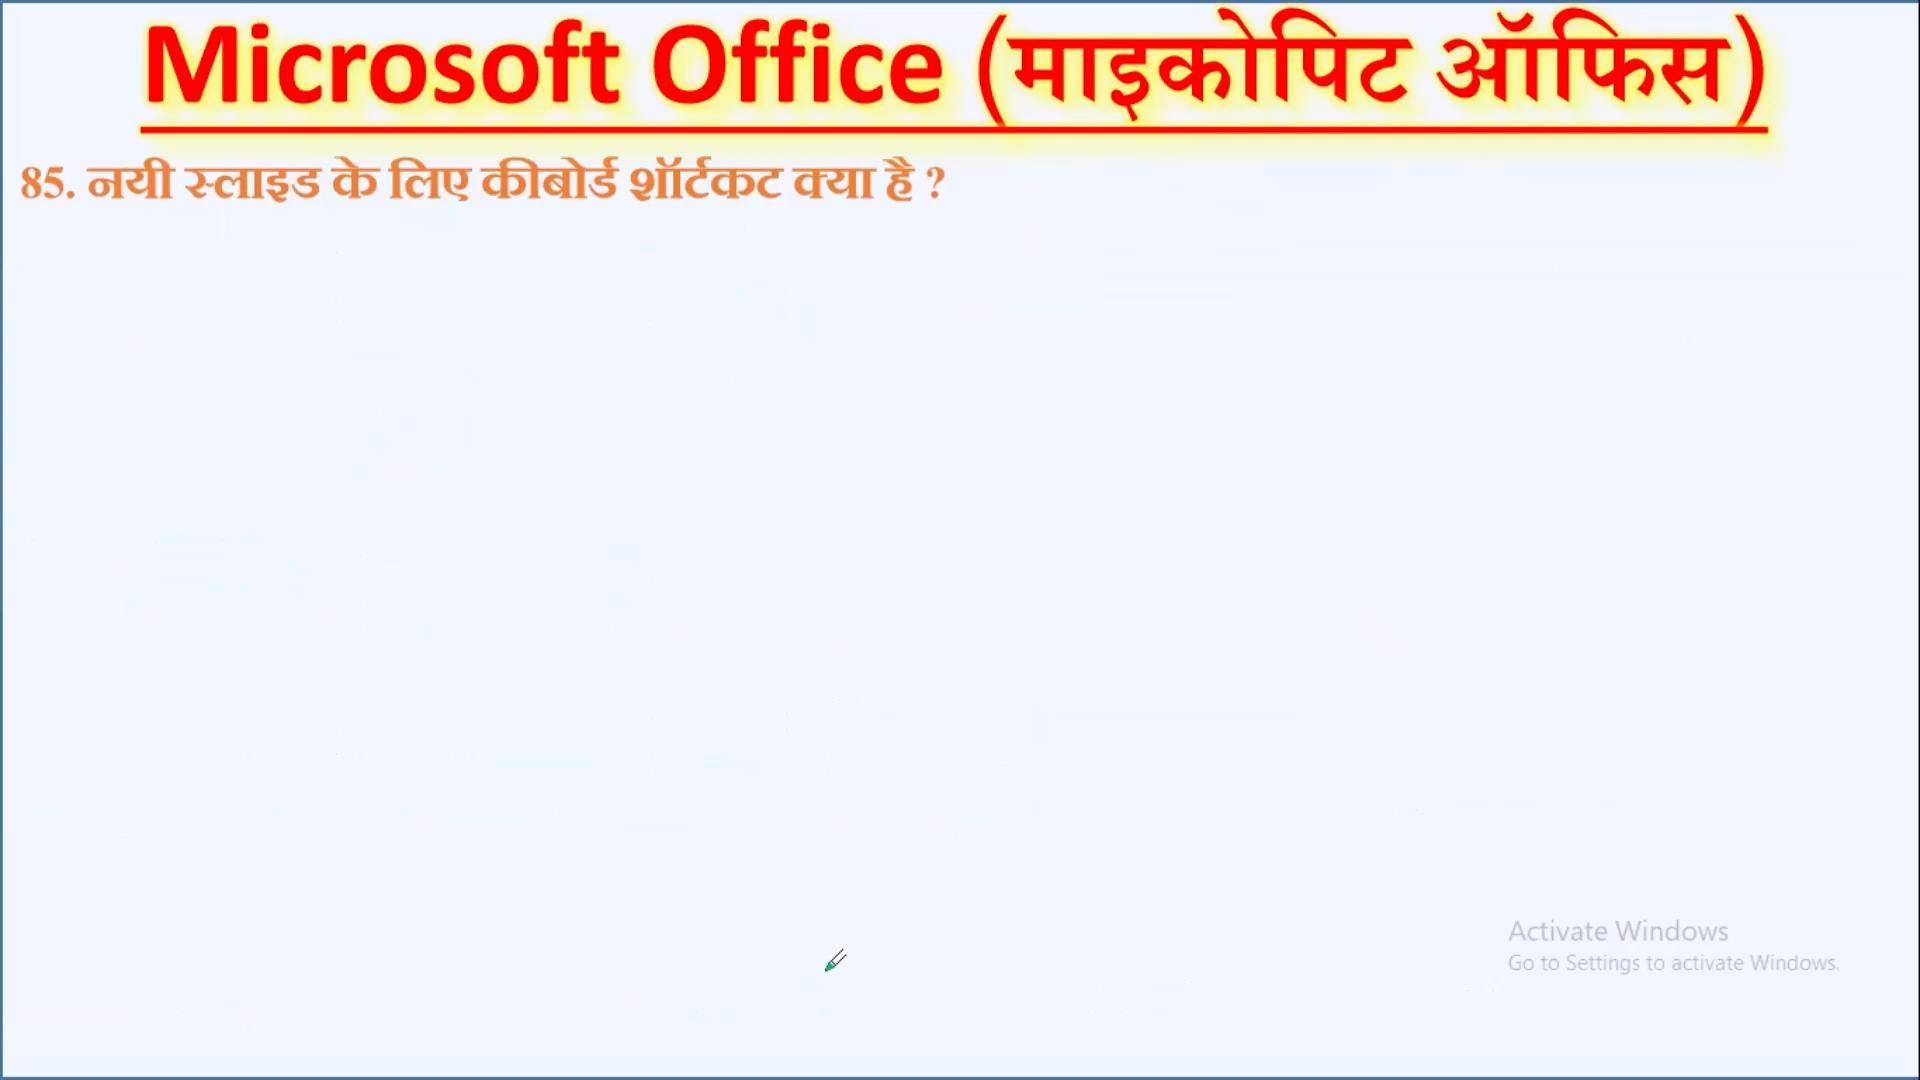 Microsoft Office (माइकोपिट ऑफिस)
85. नयी स्लाइड के लिए कीबोर्ड शॉर्टकट क्या है ?
Activate Windows
Go to Settings to activate Windows.